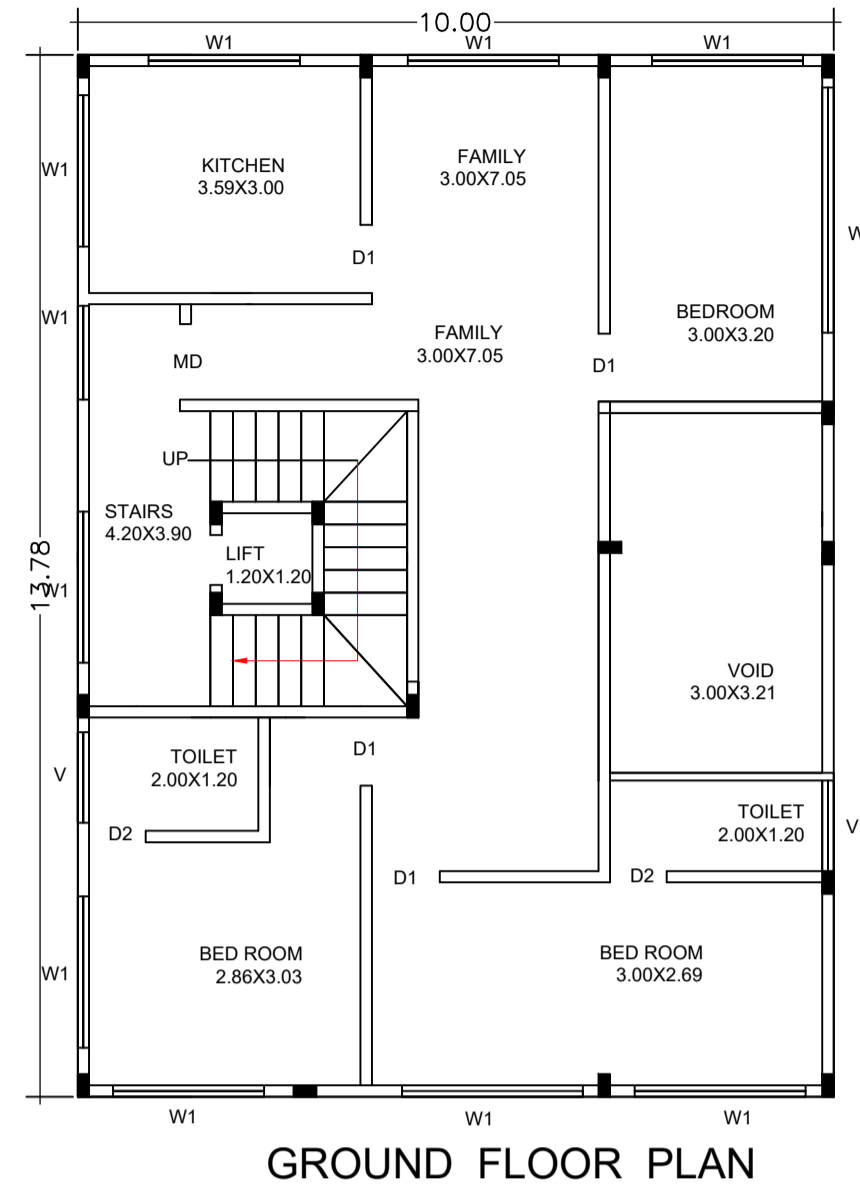 10.00
W1
W1
W1
W1
KITCHEN
3.59X3.00
FAMILY
3.00X7.05
W
D1
W1
BEDROOM
3.00X3.20
FAMILY
3.00X7.05
MD
D1
UP
STAIRS
4.20X3.90
LIFT
1.20X1.20
13.78
W1
VOID
3.00X3.21
D1
TOILET
2.00X1.20
V
TOILET
2.00X1.20
V
D2
D1
D2
BED ROOM
2.86X3.03
BED ROOM
3.00X2.69
W1
W1
W1
W1
GROUND FLOOR PLAN